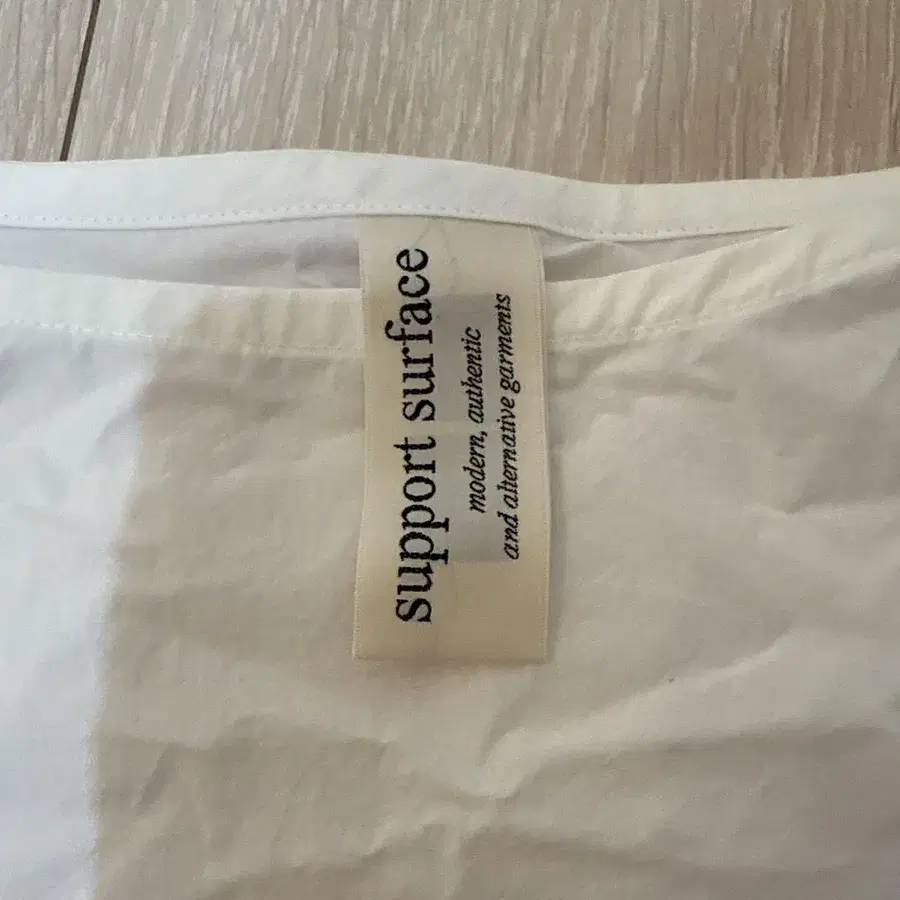 support surface
modern, authentic
and alternative garments